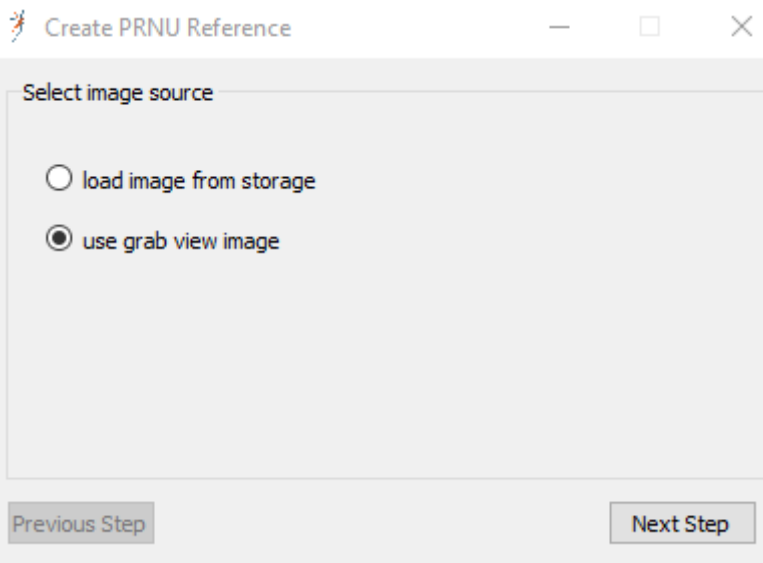 Create PRNU Reference
Select image source
load image from storage
use grab view image
Previous Step
Next Step